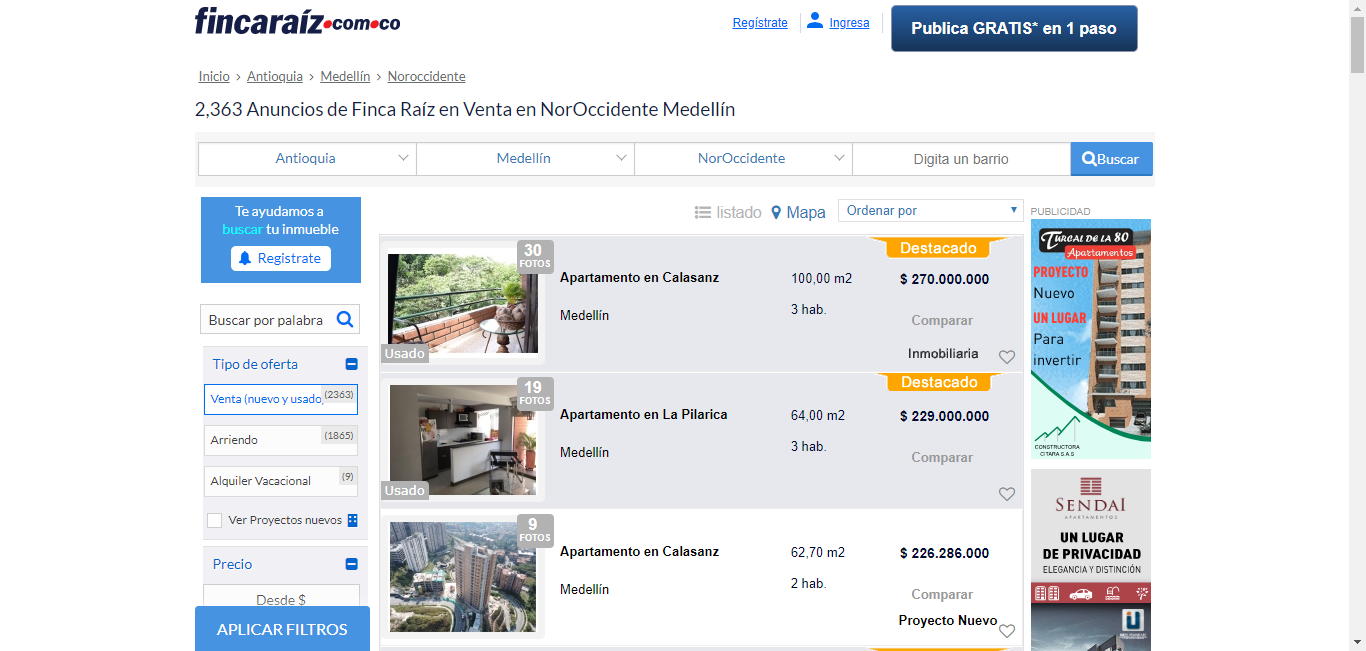 fincaraíz.com.co
Regístrate
Ingresa
Publica GRATIS* en 1 paso
Inicio › Antioquia › Medellín › Noroccidente
2,363 Anuncios de Finca Raíz en Venta en NorOccidente Medellín
Antioquia
Medellín
NorOccidente
Digita un barrio
Buscar
Te ayudamos a
buscar tu inmueble
Registrate
Buscar por palabra
Tipo de oferta
Venta (nuevo y usado)
(2363)
Arriendo
(1865)
Alquiler Vacacional
(9)
Ver Proyectos nuevos
Precio
Desde $
APLICAR FILTROS
listado
Mapa
Ordenar por
30
FOTOS
Usado
Apartamento en Calasanz
Medellín
100,00 m2
3 hab.
Destacado
$ 270.000.000
Comparar
Inmobiliaria
19
FOTOS
Usado
Apartamento en La Pilarica
Medellín
64,00 m2
3 hab.
Destacado
$ 229.000.000
Comparar
9
FOTOS
Apartamento en Calasanz
Medellín
62,70 m2
2 hab.
$ 226.286.000
Comparar
Proyecto Nuevo
PUBLICIDAD
TURGAL DE LA 80
Apartamentos
PROYECTO
Nuevo
UN LUGAR
Para
invertir
CONSTRUCTORA
CITARA S.A.S
SENDAI
APARTAMENTOS
UN LUGAR
DE PRIVACIDAD
ELEGANCIA Y DISTINCIÓN